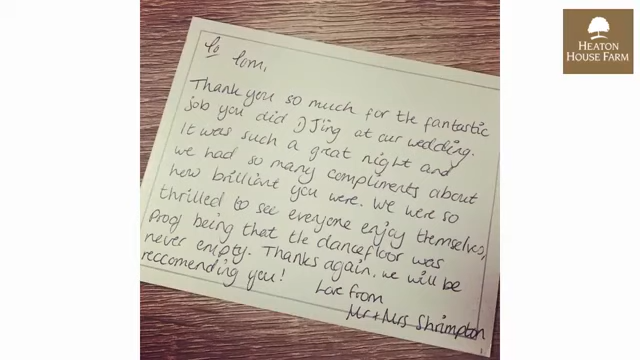 To Tom,
Thank you so much for the fantastic
job you did DJing at our wedding.
It was such a great night and
we had so many compliments about
how brilliant you were. We were so
thrilled to see everyone enjoy themselves,
proof being that the dancefloor was
never empty. Thanks again, we will be
reccomending you!
Love from
Mr + Mrs Shrimpton
HEATON
HOUSE FARM